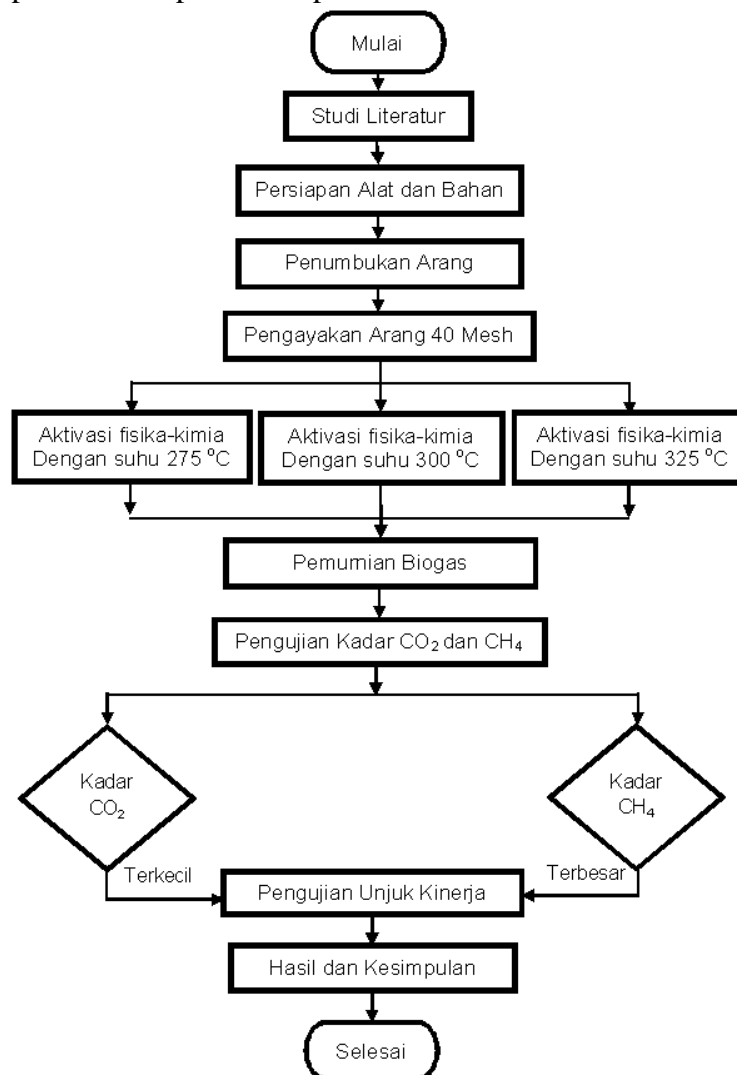 Mulai
Studi Literatur
Persiapan Alat dan Bahan
Penumbukan Arang
Pengayakan Arang 40 Mesh
Aktivasi fisika-kimia
Dengan suhu 275 °C
Aktivasi fisika-kimia
Dengan suhu 300 °C
Aktivasi fisika-kimia
Dengan suhu 325 °C
Pemurnian Biogas
Pengujian Kadar CO₂ dan CH₄
Kadar
CO₂
Kadar
CH₄
Terkecil
Terbesar
Pengujian Unjuk Kinerja
Hasil dan Kesimpulan
Selesai